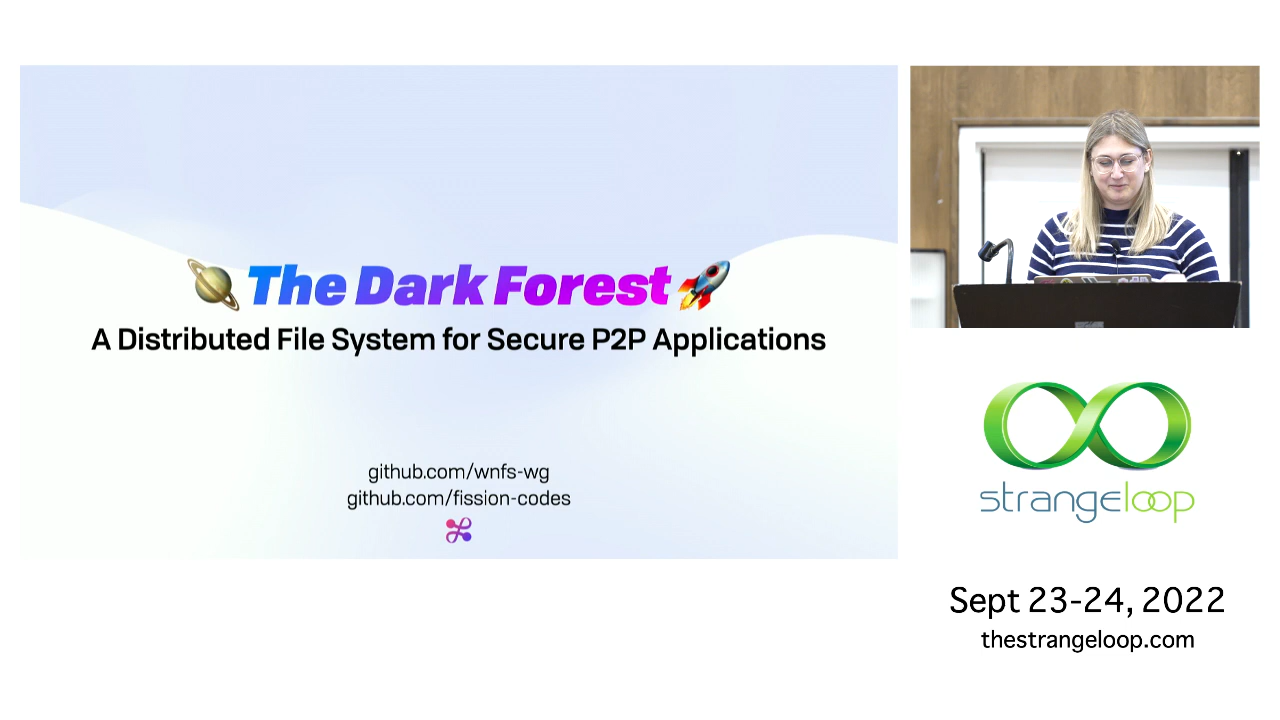 The Dark Forest
A Distributed File System for Secure P2P Applications
github.com/wnfs-wg
github.com/fission-codes
strangeloop
Sept 23-24, 2022
thestrangeloop.com